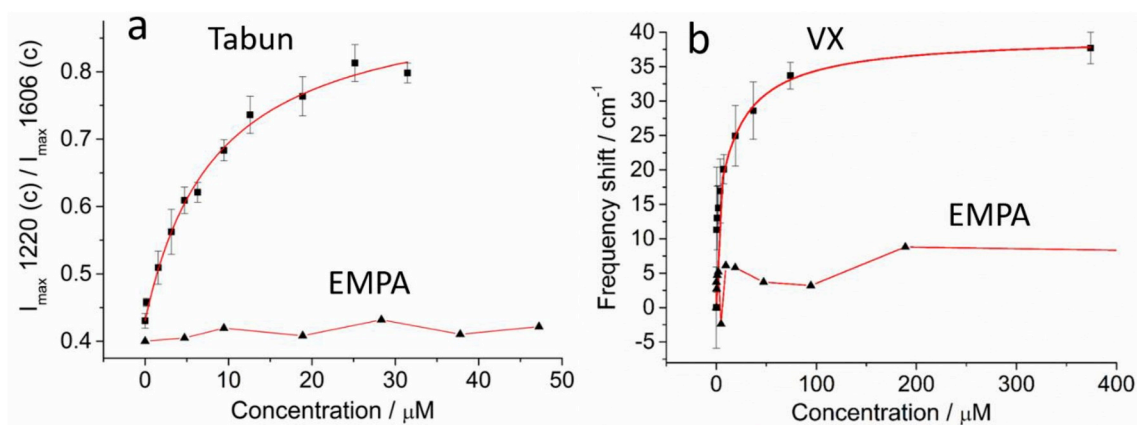 a
Tabun
I max 1220 (c) / I max 1606 (c)
0.8
0.7
0.6
0.5
0.4
EMPA
0 10 20 30 40 50
Concentration / μM
b
VX
Frequency shift / cm⁻¹
40
35
30
25
20
15
10
5
0
-5
EMPA
0 100 200 300 400
Concentration / μM